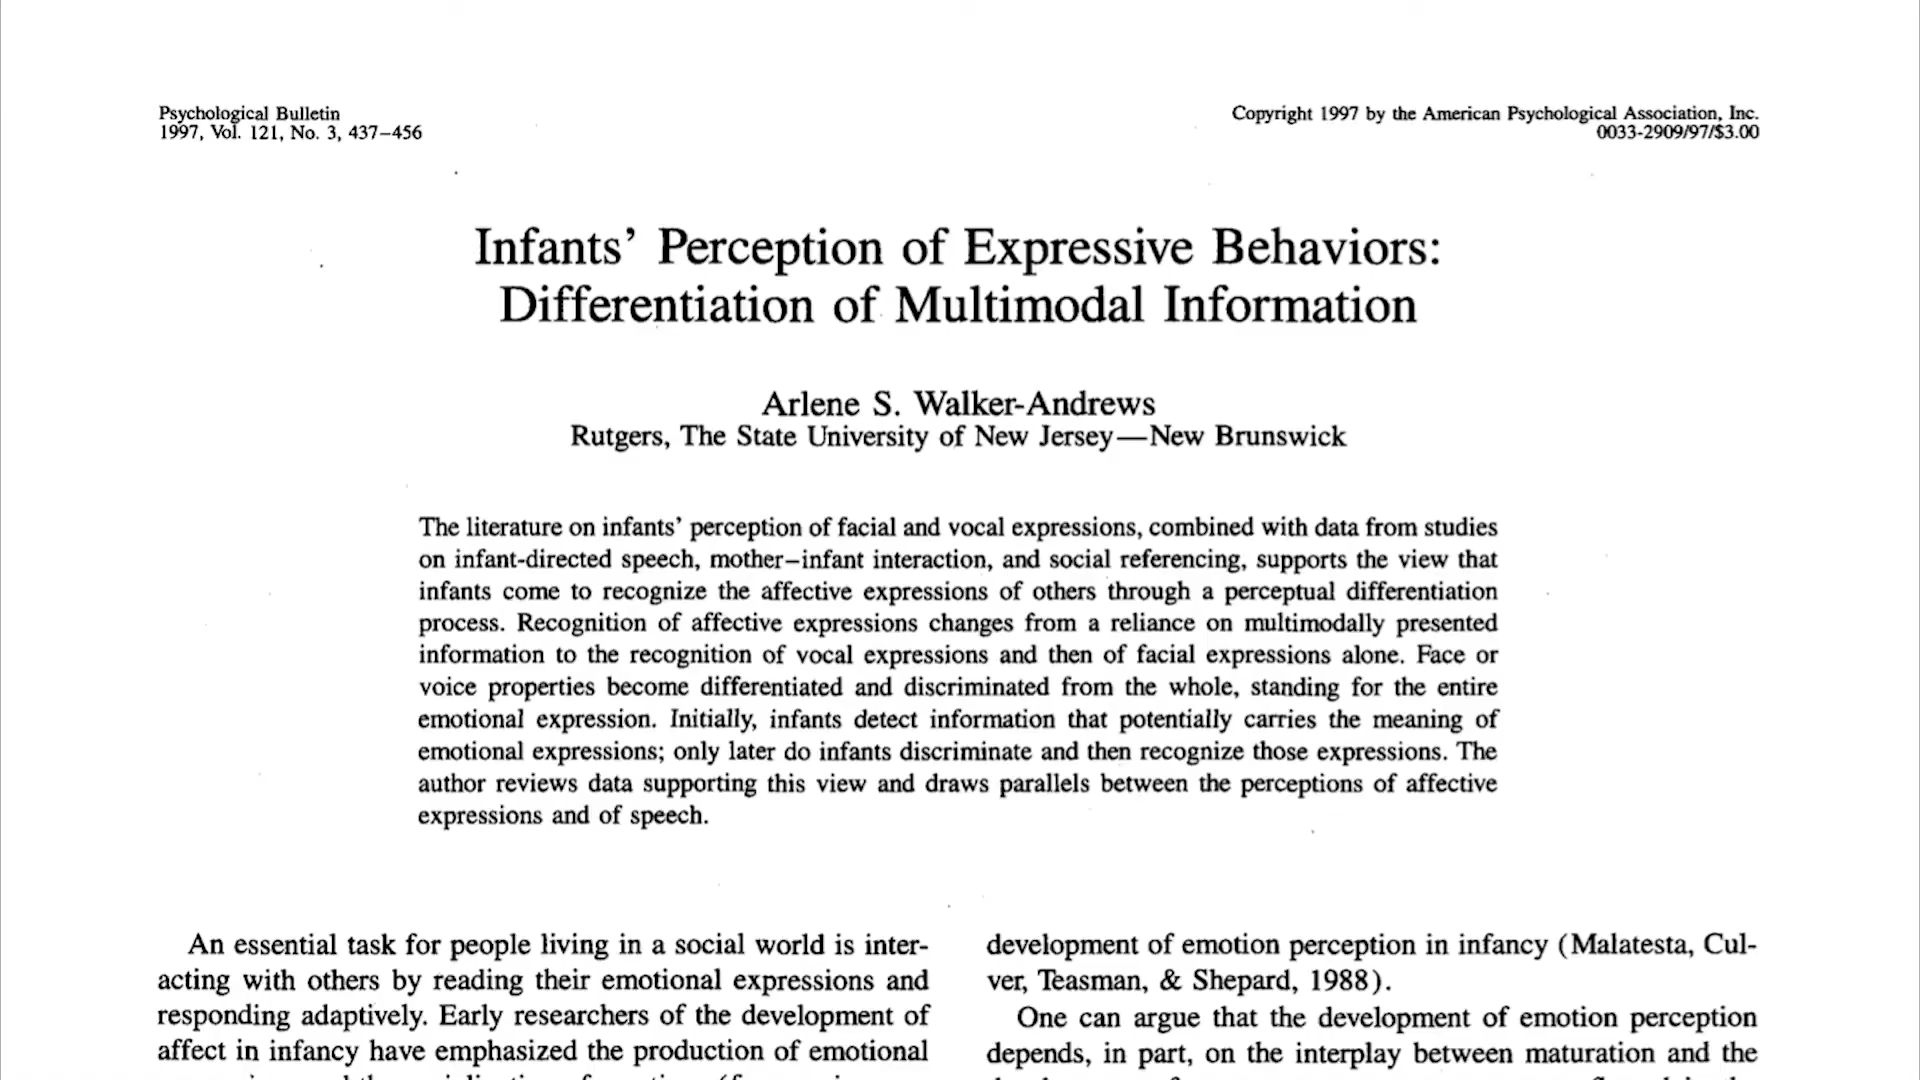 Psychological Bulletin
1997, Vol. 121, No. 3, 437–456
Copyright 1997 by the American Psychological Association, Inc.
0033-2909/97/$3.00
Infants’ Perception of Expressive Behaviors:
Differentiation of Multimodal Information
Arlene S. Walker-Andrews
Rutgers, The State University of New Jersey—New Brunswick
The literature on infants’ perception of facial and vocal expressions, combined with data from studies
on infant-directed speech, mother–infant interaction, and social referencing, supports the view that
infants come to recognize the affective expressions of others through a perceptual differentiation
process. Recognition of affective expressions changes from a reliance on multimodally presented
information to the recognition of vocal expressions and then of facial expressions alone. Face or
voice properties become differentiated and discriminated from the whole, standing for the entire
emotional expression. Initially, infants detect information that potentially carries the meaning of
emotional expressions; only later do infants discriminate and then recognize those expressions. The
author reviews data supporting this view and draws parallels between the perceptions of affective
expressions and of speech.
An essential task for people living in a social world is inter-
acting with others by reading their emotional expressions and
responding adaptively. Early researchers of the development of
affect in infancy have emphasized the production of emotional
development of emotion perception in infancy (Malatesta, Cul-
ver, Teasman, & Shepard, 1988).
One can argue that the development of emotion perception
depends, in part, on the interplay between maturation and the